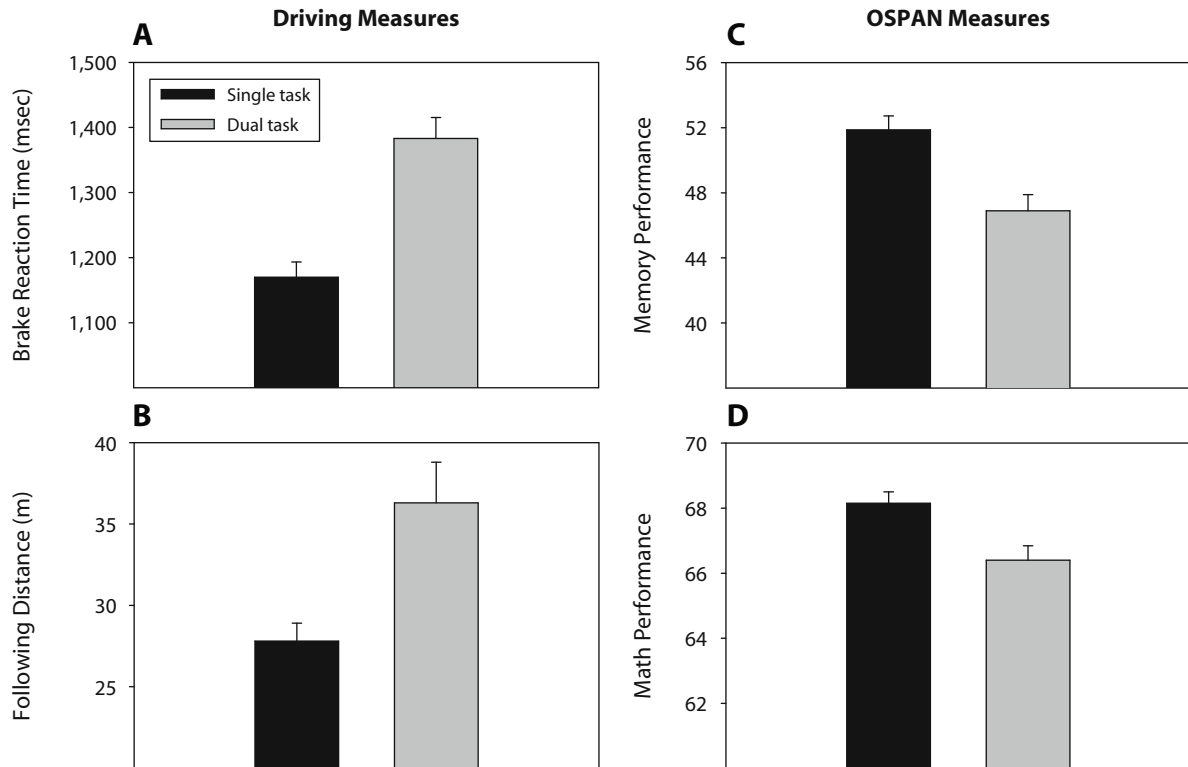 Driving Measures
OSPAN Measures
A
Brake Reaction Time (msec)
1,500
1,400
1,300
1,200
1,100
Single task
Dual task
C
Memory Performance
56
52
48
44
40
B
Following Distance (m)
40
35
30
25
D
Math Performance
70
68
66
64
62